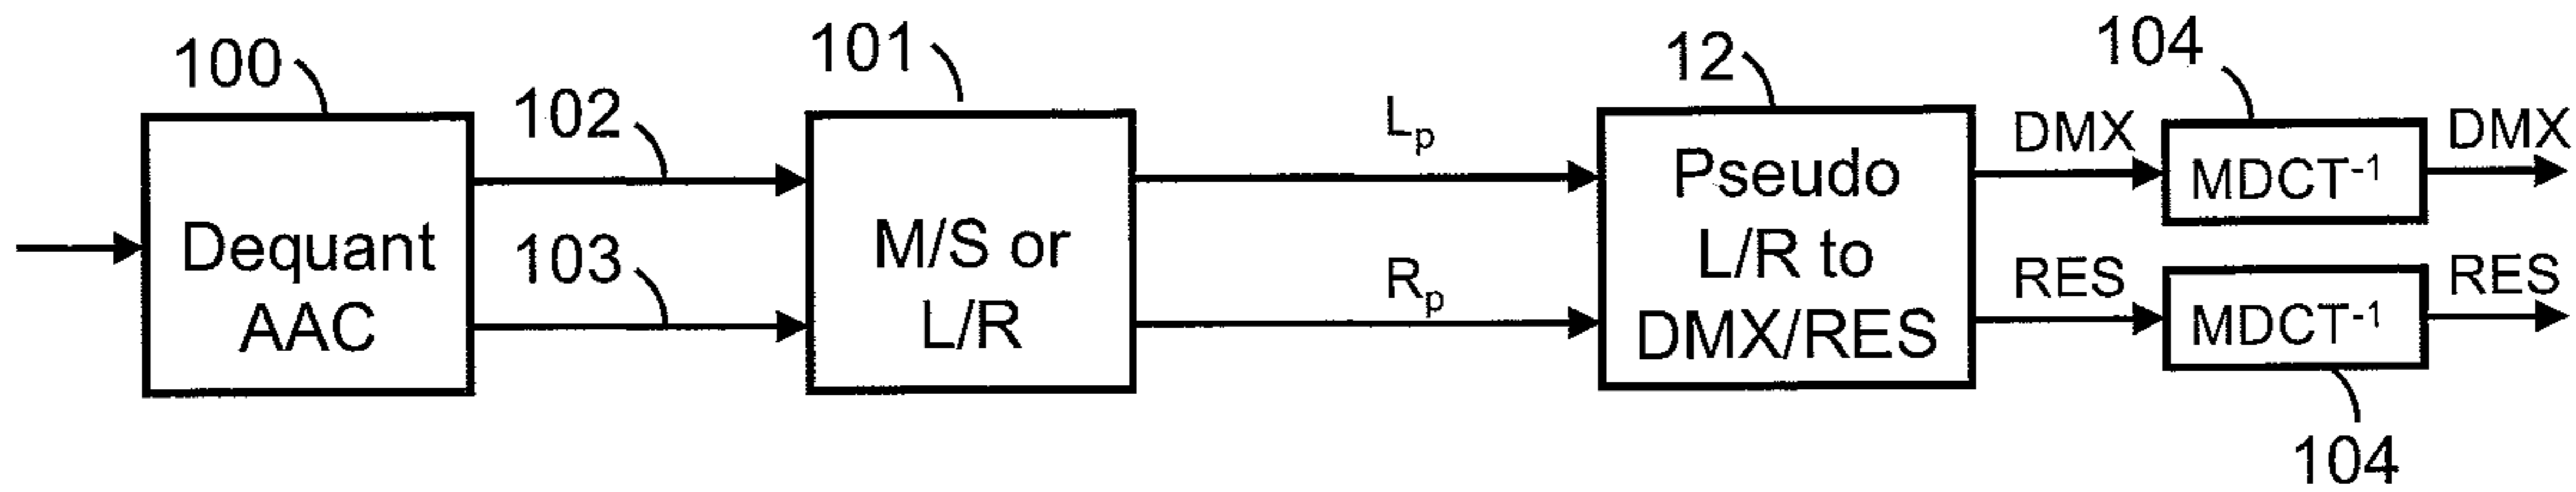 100
Dequant
AAC
102
103
101
M/S or
L/R
Lₚ
Rₚ
12
Pseudo
L/R to
DMX/RES
DMX
RES
104
MDCT⁻¹
DMX
MDCT⁻¹
RES
104